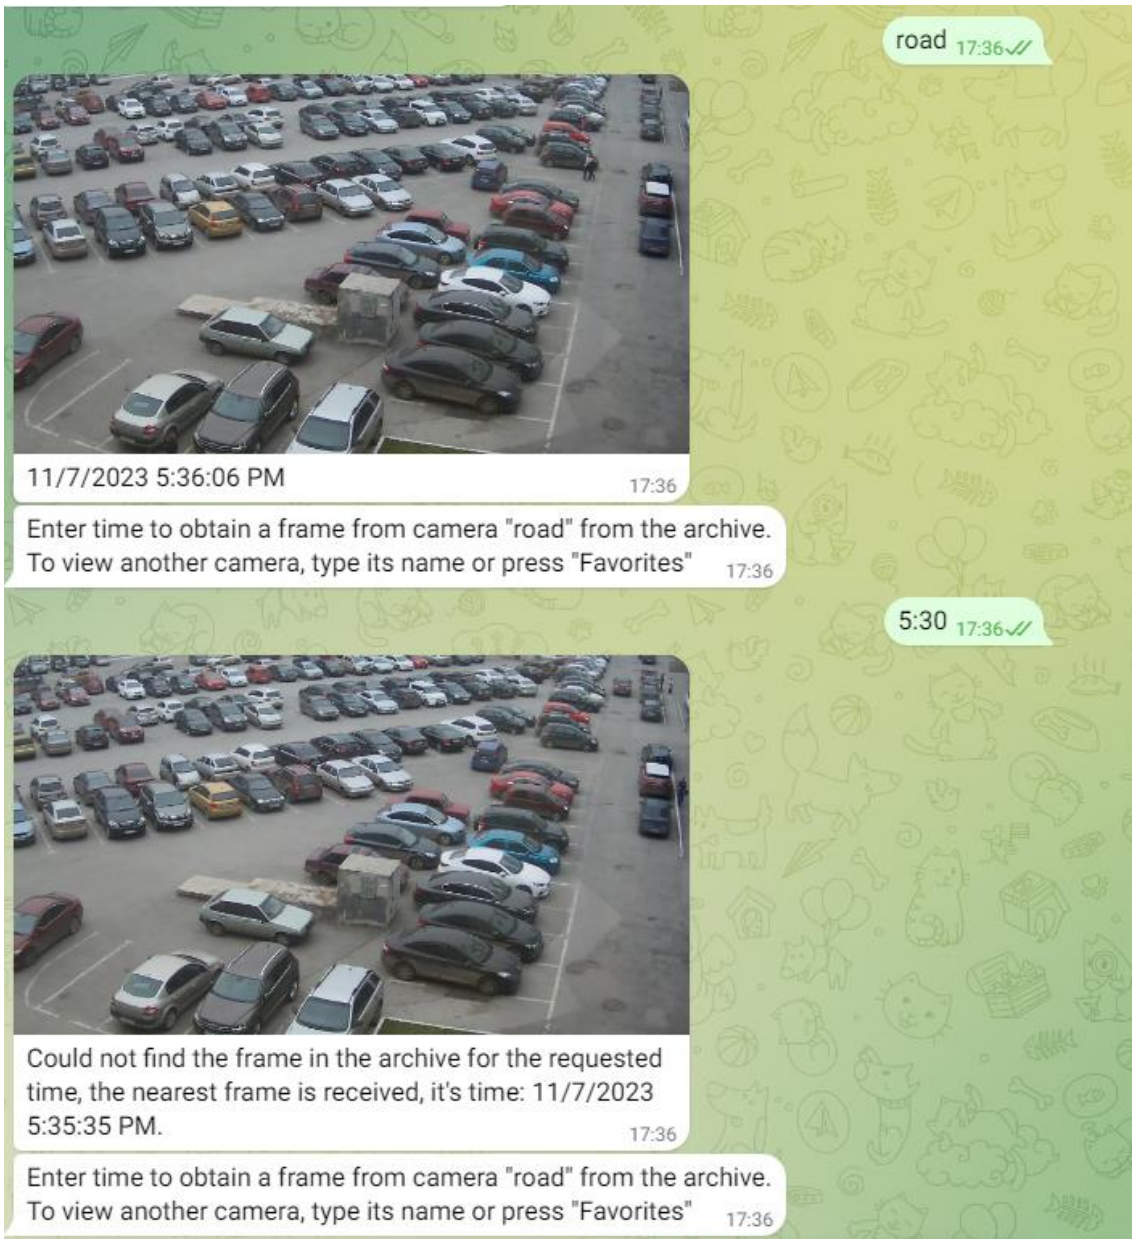 road 17:36
11/7/2023 5:36:06 PM 17:36
Enter time to obtain a frame from camera "road" from the archive.
To view another camera, type its name or press "Favorites" 17:36
5:30 17:36
Could not find the frame in the archive for the requested
time, the nearest frame is received, it's time: 11/7/2023
5:35:35 PM. 17:36
Enter time to obtain a frame from camera "road" from the archive.
To view another camera, type its name or press "Favorites" 17:36